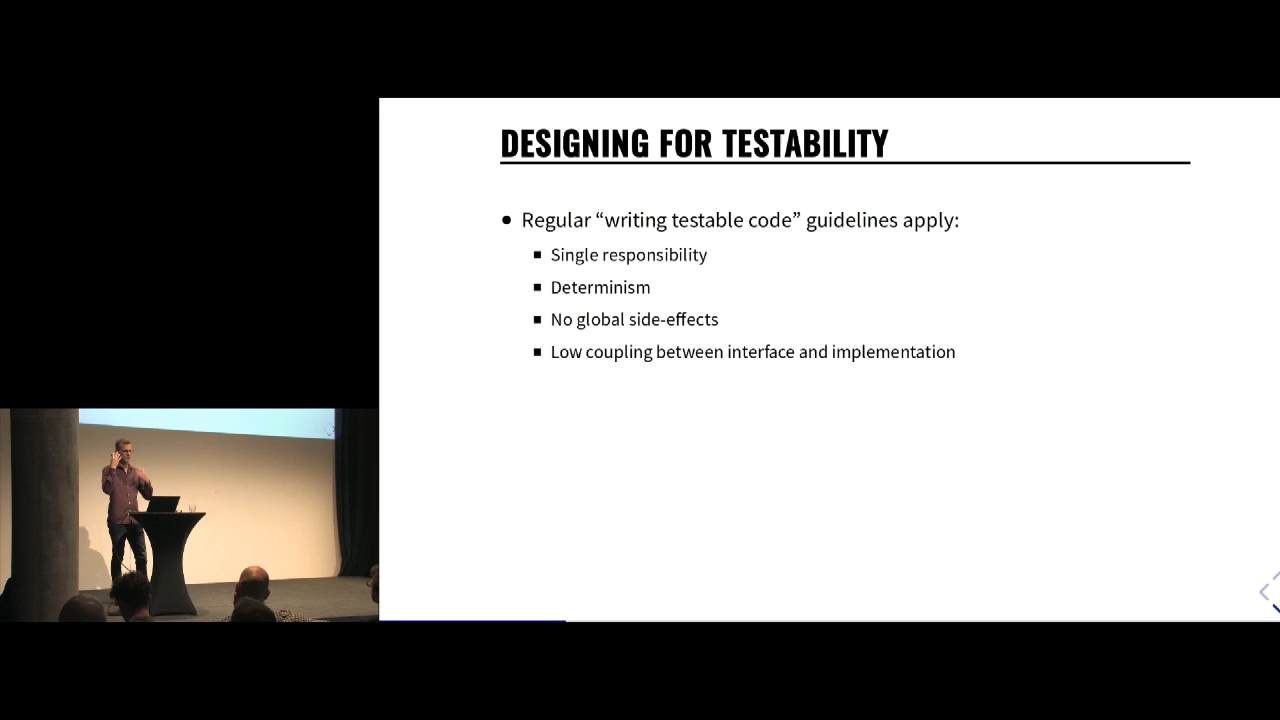 DESIGNING FOR TESTABILITY
Regular “writing testable code” guidelines apply:
Single responsibility
Determinism
No global side-effects
Low coupling between interface and implementation